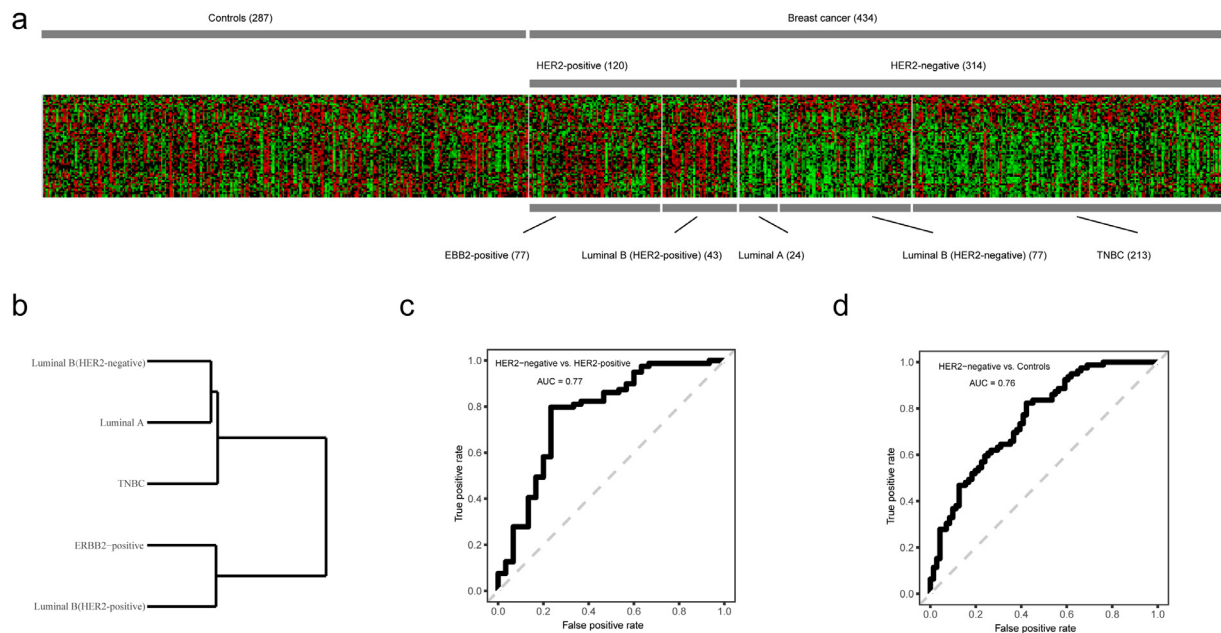 a
Controls (287)
Breast cancer (434)
HER2-positive (120)
HER2-negative (314)
EBB2-positive (77)
Luminal B (HER2-positive) (43)
Luminal A (24)
Luminal B (HER2-negative) (77)
TNBC (213)
b
Luminal B(HER2-negative)
Luminal A
TNBC
ERBB2-positive
Luminal B(HER2-positive)
c
HER2-negative vs. HER2-positive
AUC = 0.77
True positive rate
1.0
0.8
0.6
0.4
0.2
0.0
0.0 0.2 0.4 0.6 0.8 1.0
False positive rate
d
HER2-negative vs. Controls
AUC = 0.76
True positive rate
1.0
0.8
0.6
0.4
0.2
0.0
0.0 0.2 0.4 0.6 0.8 1.0
False positive rate